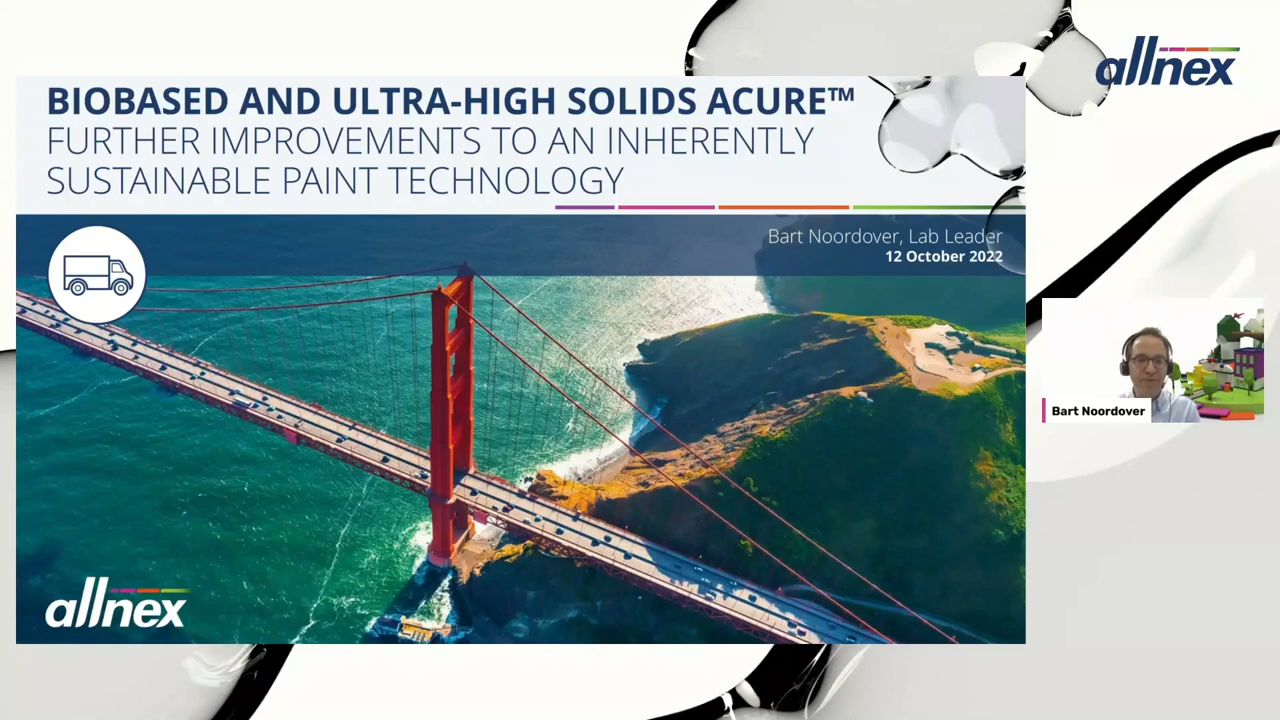 allnex
BIOBASED AND ULTRA-HIGH SOLIDS ACURE™
FURTHER IMPROVEMENTS TO AN INHERENTLY
SUSTAINABLE PAINT TECHNOLOGY
Bart Noordover, Lab Leader
12 October 2022
Bart Noordover
allnex